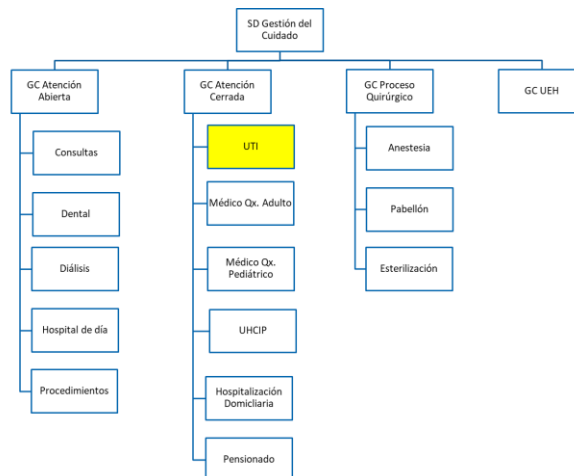 SD Gestión del
Cuidado
GC Atención
Abierta
GC Atención
Cerrada
GC Proceso
Quirúrgico
GC UEH
Consultas
Dental
Diálisis
Hospital de día
Procedimientos
UTI
Médico Qx. Adulto
Médico Qx.
Pediátrico
UHCIP
Hospitalización
Domicliaria
Pensionado
Anestesia
Pabellón
Esterilización